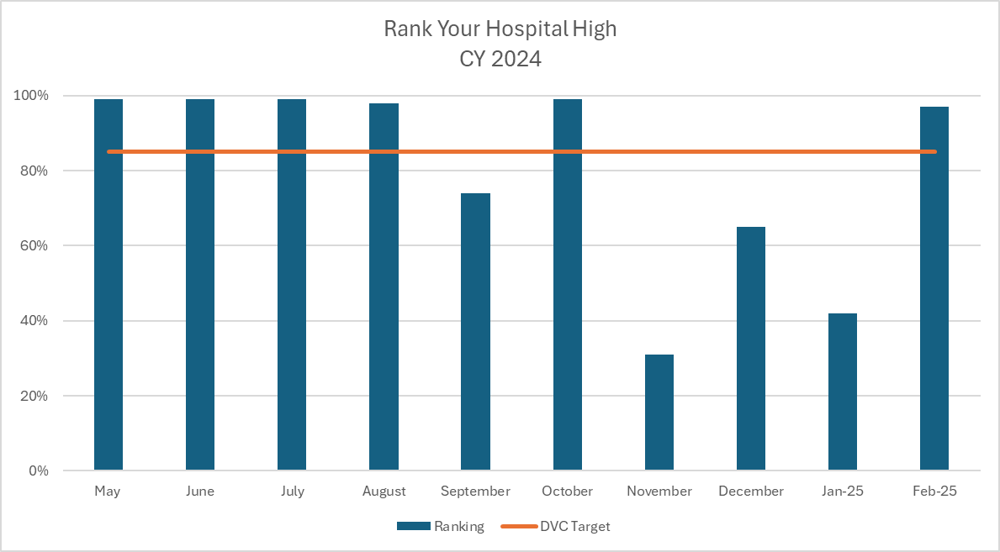 Rank Your Hospital High
CY 2024
100%
80%
60%
40%
20%
0%
May June July August September October November December Jan-25 Feb-25
Ranking DVC Target